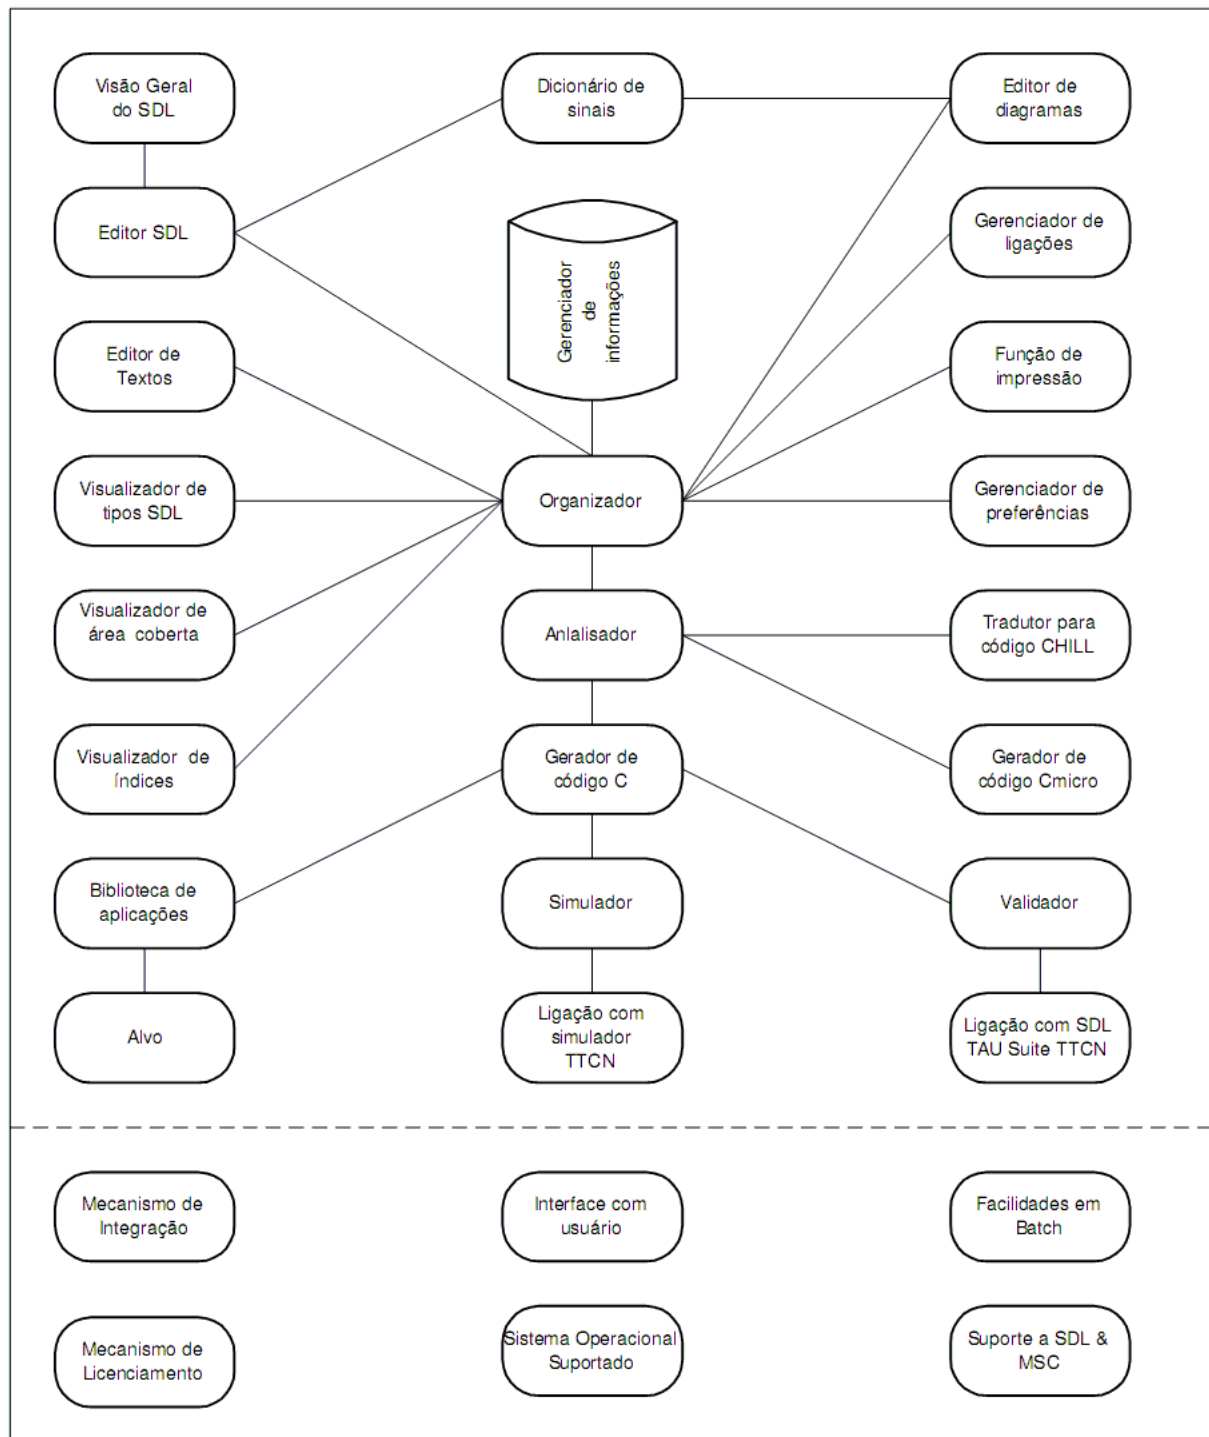 Visão Geral
do SDL
Dicionário de
sinais
Editor de
diagramas
Editor SDL
Gerenciador
de
informações
Gerenciador de
ligações
Editor de
Textos
Função de
impressão
Visualizador de
tipos SDL
Organizador
Gerenciador de
preferências
Visualizador de
área coberta
Anlalisador
Tradutor para
código CHILL
Visualizador de
índices
Gerador de
código C
Gerador de
código Cmicro
Biblioteca de
aplicações
Simulador
Validador
Alvo
Ligação com
simulador
TTCN
Ligação com SDL
TAU Suite TTCN
Mecanismo de
Integração
Interface com
usuário
Facilidades em
Batch
Mecanismo de
Licenciamento
Sistema Operacional
Suportado
Suporte a SDL &
MSC